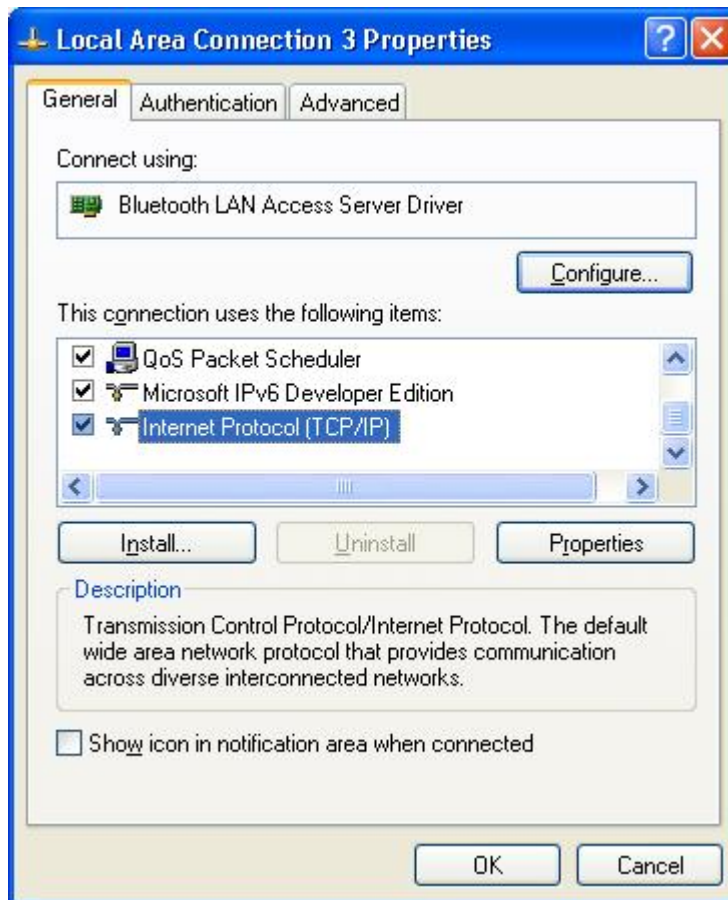 Local Area Connection 3 Properties
General Authentication Advanced
Connect using:
Bluetooth LAN Access Server Driver
Configure...
This connection uses the following items:
QoS Packet Scheduler
Microsoft IPv6 Developer Edition
Internet Protocol (TCP/IP)
Install... Uninstall Properties
Description
Transmission Control Protocol/Internet Protocol. The default
wide area network protocol that provides communication
across diverse interconnected networks.
Show icon in notification area when connected
OK Cancel